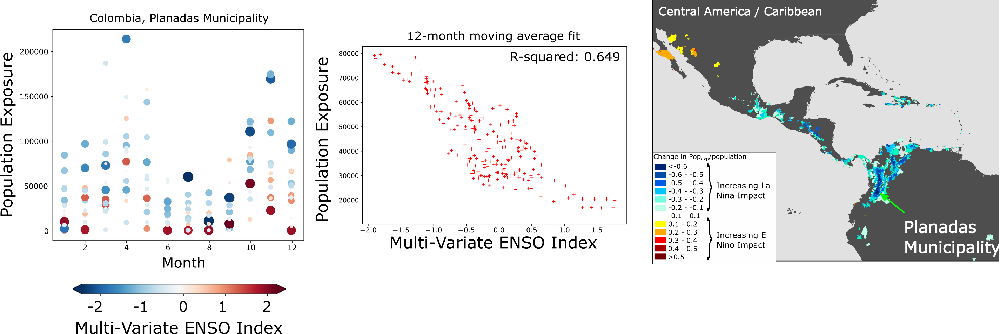 Colombia, Planadas Municipality
Population Exposure
200000
150000
100000
50000
0
2
4
6
8
10
12
Month
-2
-1
0
1
2
Multi-Variate ENSO Index
12-month moving average fit
R-squared: 0.649
Population Exposure
80000
70000
60000
50000
40000
30000
20000
−2.0
−1.5
−1.0
−0.5
0.0
0.5
1.0
1.5
Multi-Variate ENSO Index
Central America / Caribbean
Change in Popexp/population
<-0.6
-0.6 - -0.5
-0.5 - -0.4
-0.4 - -0.3
-0.3 - -0.2
-0.2 - -0.1
-0.1 - 0.1
0.1 - 0.2
0.2 - 0.3
0.3 - 0.4
0.4 - 0.5
>0.5
Increasing La
Nina Impact
Increasing El
Nino Impact
Planadas
Municipality